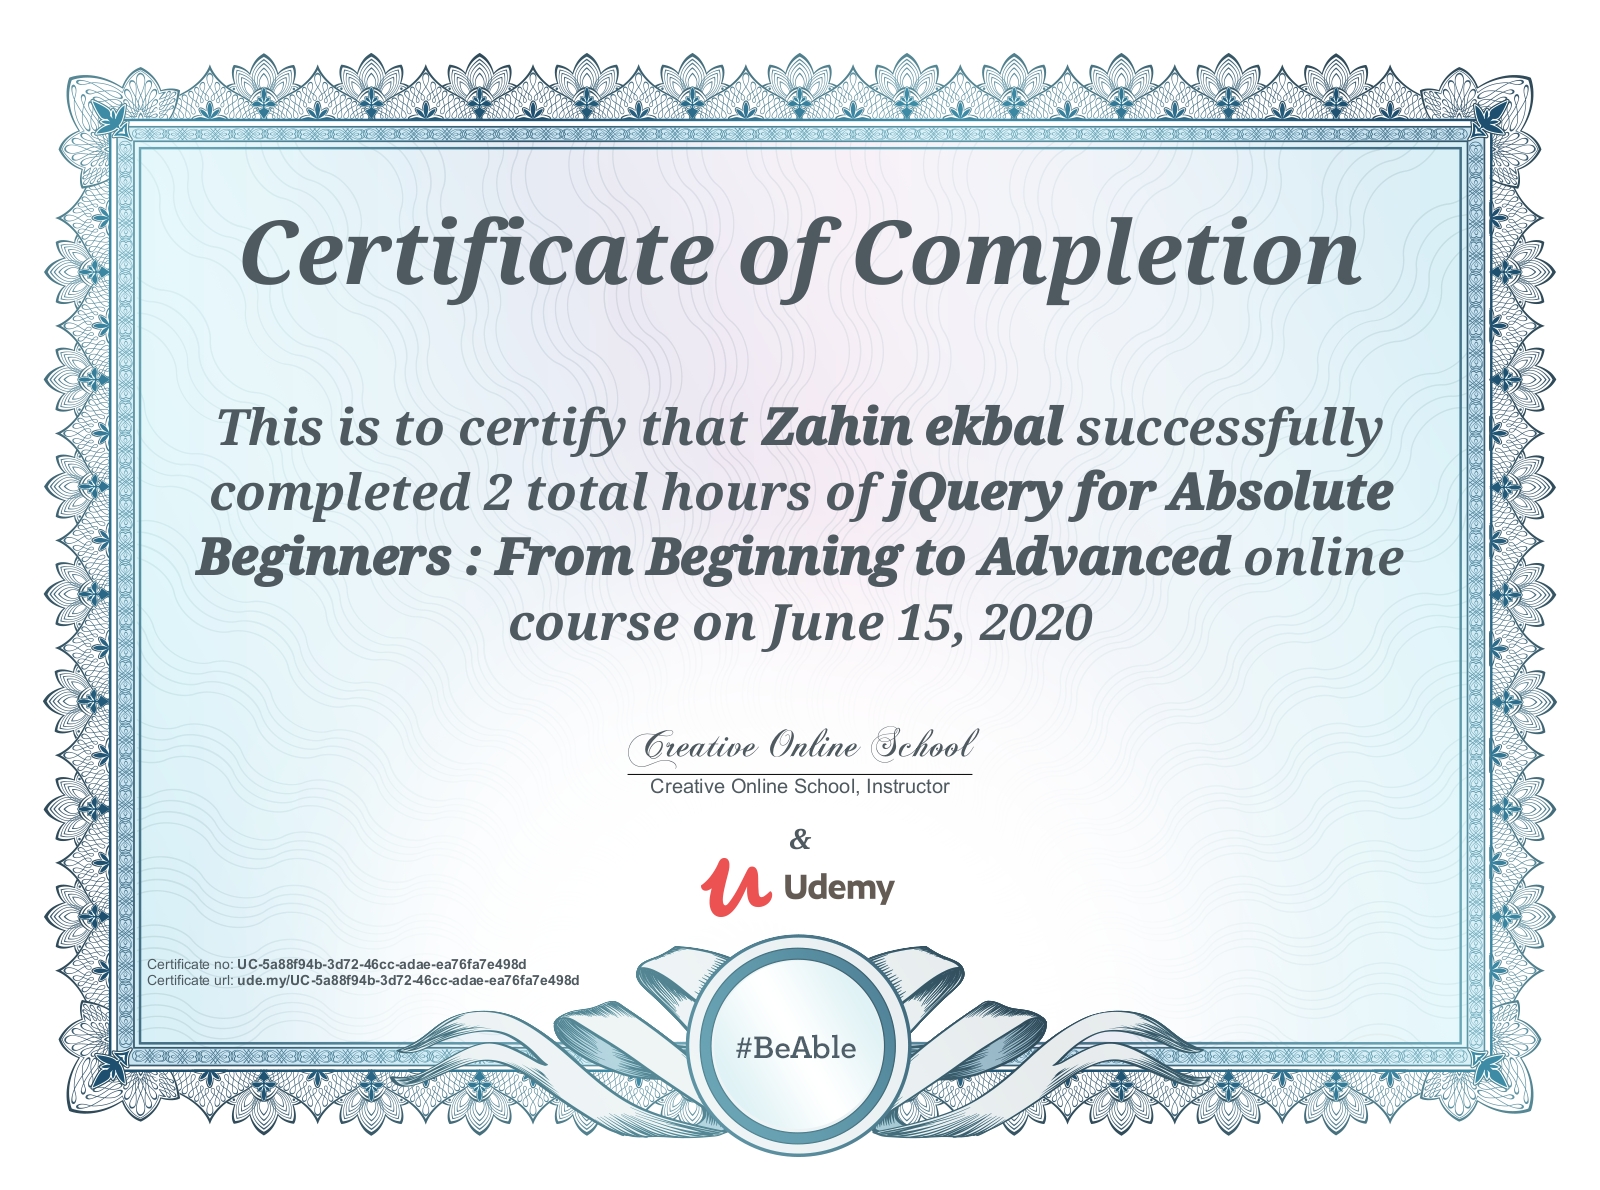 Certificate of Completion
This is to certify that Zahin ekbal successfully
completed 2 total hours of jQuery for Absolute
Beginners : From Beginning to Advanced online
course on June 15, 2020
Creative Online School
Creative Online School, Instructor
&
Udemy
Certificate no: UC-5a88f94b-3d72-46cc-adae-ea76fa7e498d
Certificate url: ude.my/UC-5a88f94b-3d72-46cc-adae-ea76fa7e498d
#BeAble